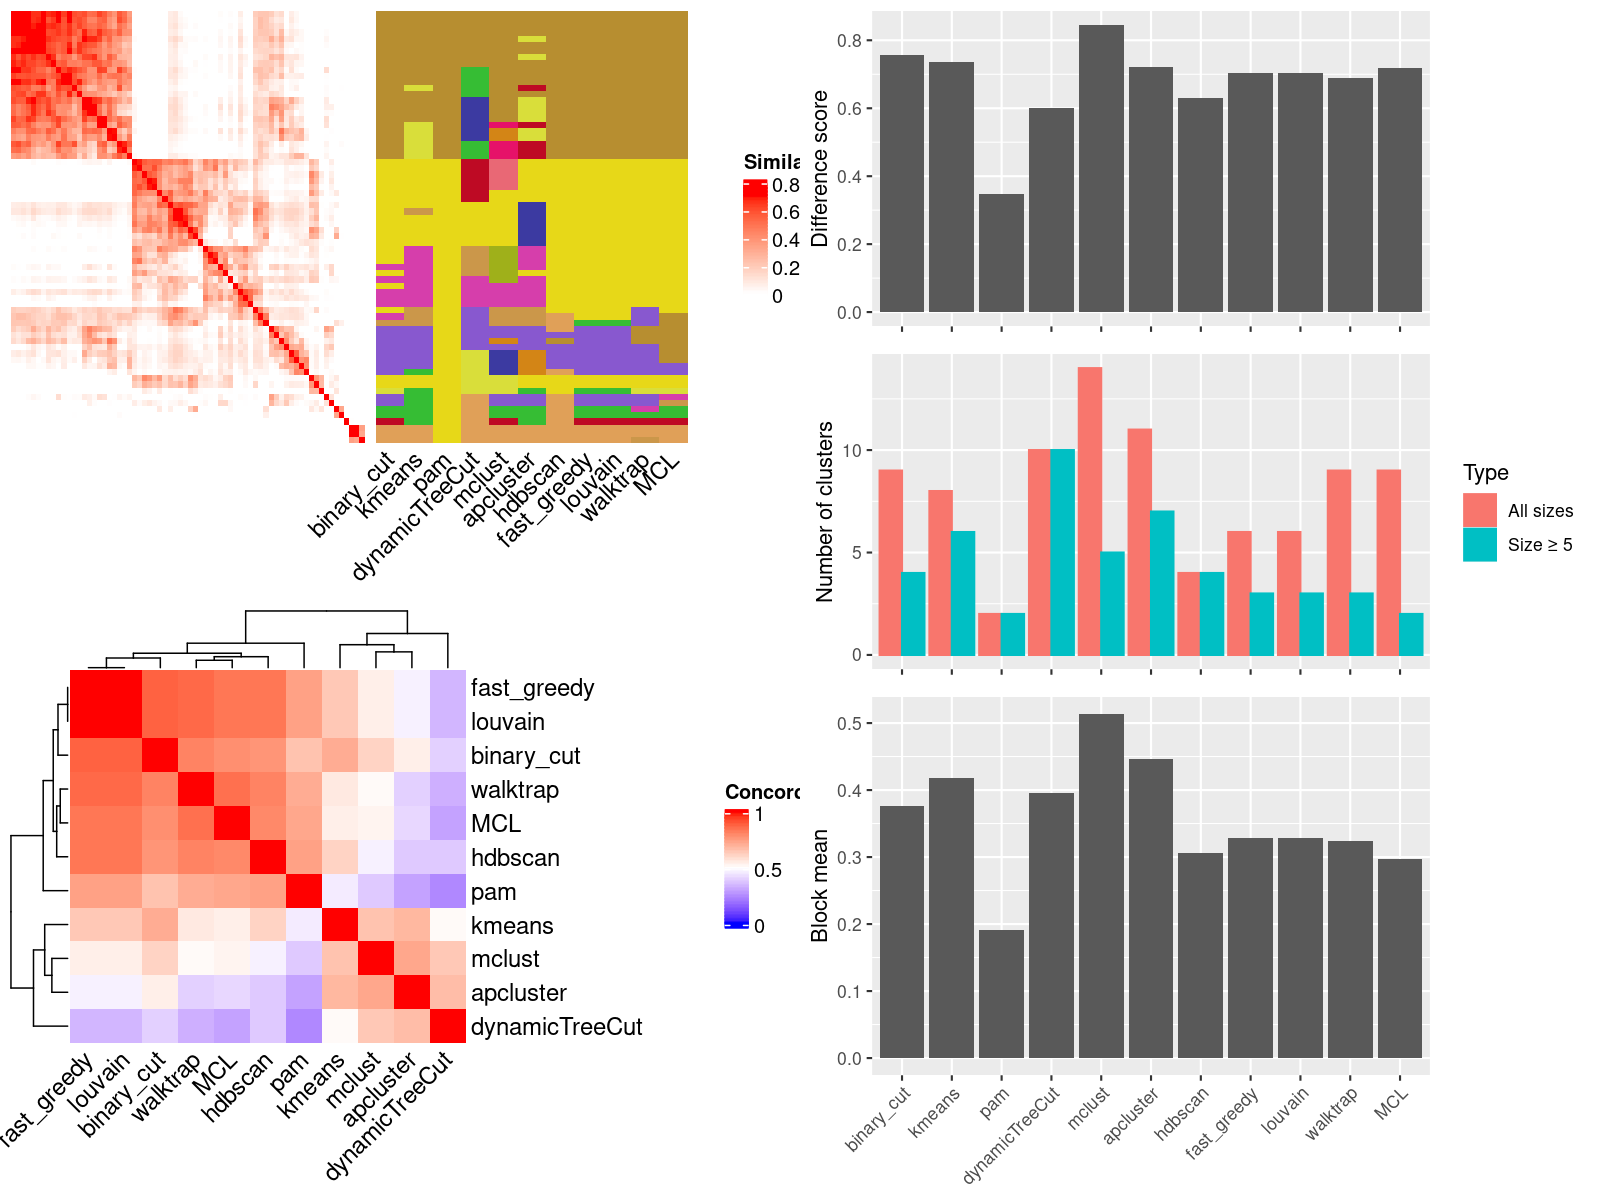 Simila
0.8
0.6
0.4
0.2
0
binary_cut
kmeans
pam
dynamicTreeCut
mclust
apcluster
hdbscan
fast_greedy
louvain
walktrap
MCL
fast_greedy
louvain
binary_cut
walktrap
MCL
hdbscan
pam
kmeans
mclust
apcluster
dynamicTreeCut
fast_greedy
louvain
binary_cut
walktrap
MCL
hdbscan
pam
kmeans
mclust
apcluster
dynamicTreeCut
Concord
1
0.5
0
Difference score
0.8
0.6
0.4
0.2
0.0
Number of clusters
10
5
0
Type
All sizes
Size ≥ 5
Block mean
0.5
0.4
0.3
0.2
0.1
0.0
binary_cut
kmeans
pam
dynamicTreeCut
mclust
apcluster
hdbscan
fast_greedy
louvain
walktrap
MCL